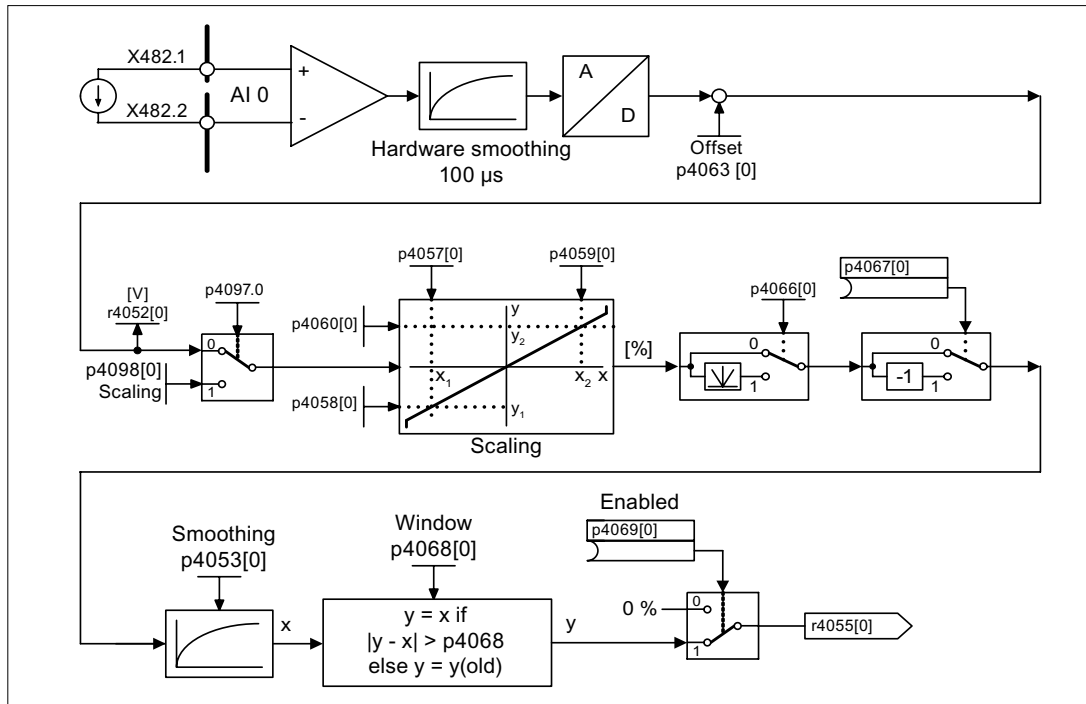 X482.1
X482.2
AI 0
+
-
Hardware smoothing
100 µs
A
D
Offset
p4063 [0]
[V]
r4052[0]
p4097.0
p4098[0]
Scaling
0
1
p4057[0]
p4059[0]
p4060[0]
p4058[0]
y
y2
x1
x2
x
y1
Scaling
[%]
p4066[0]
0
1
p4067[0]
-1
0
1
Smoothing
p4053[0]
x
Window
p4068[0]
y = x if
|y - x| > p4068
else y = y(old)
y
Enabled
p4069[0]
0 %
0
1
r4055[0]